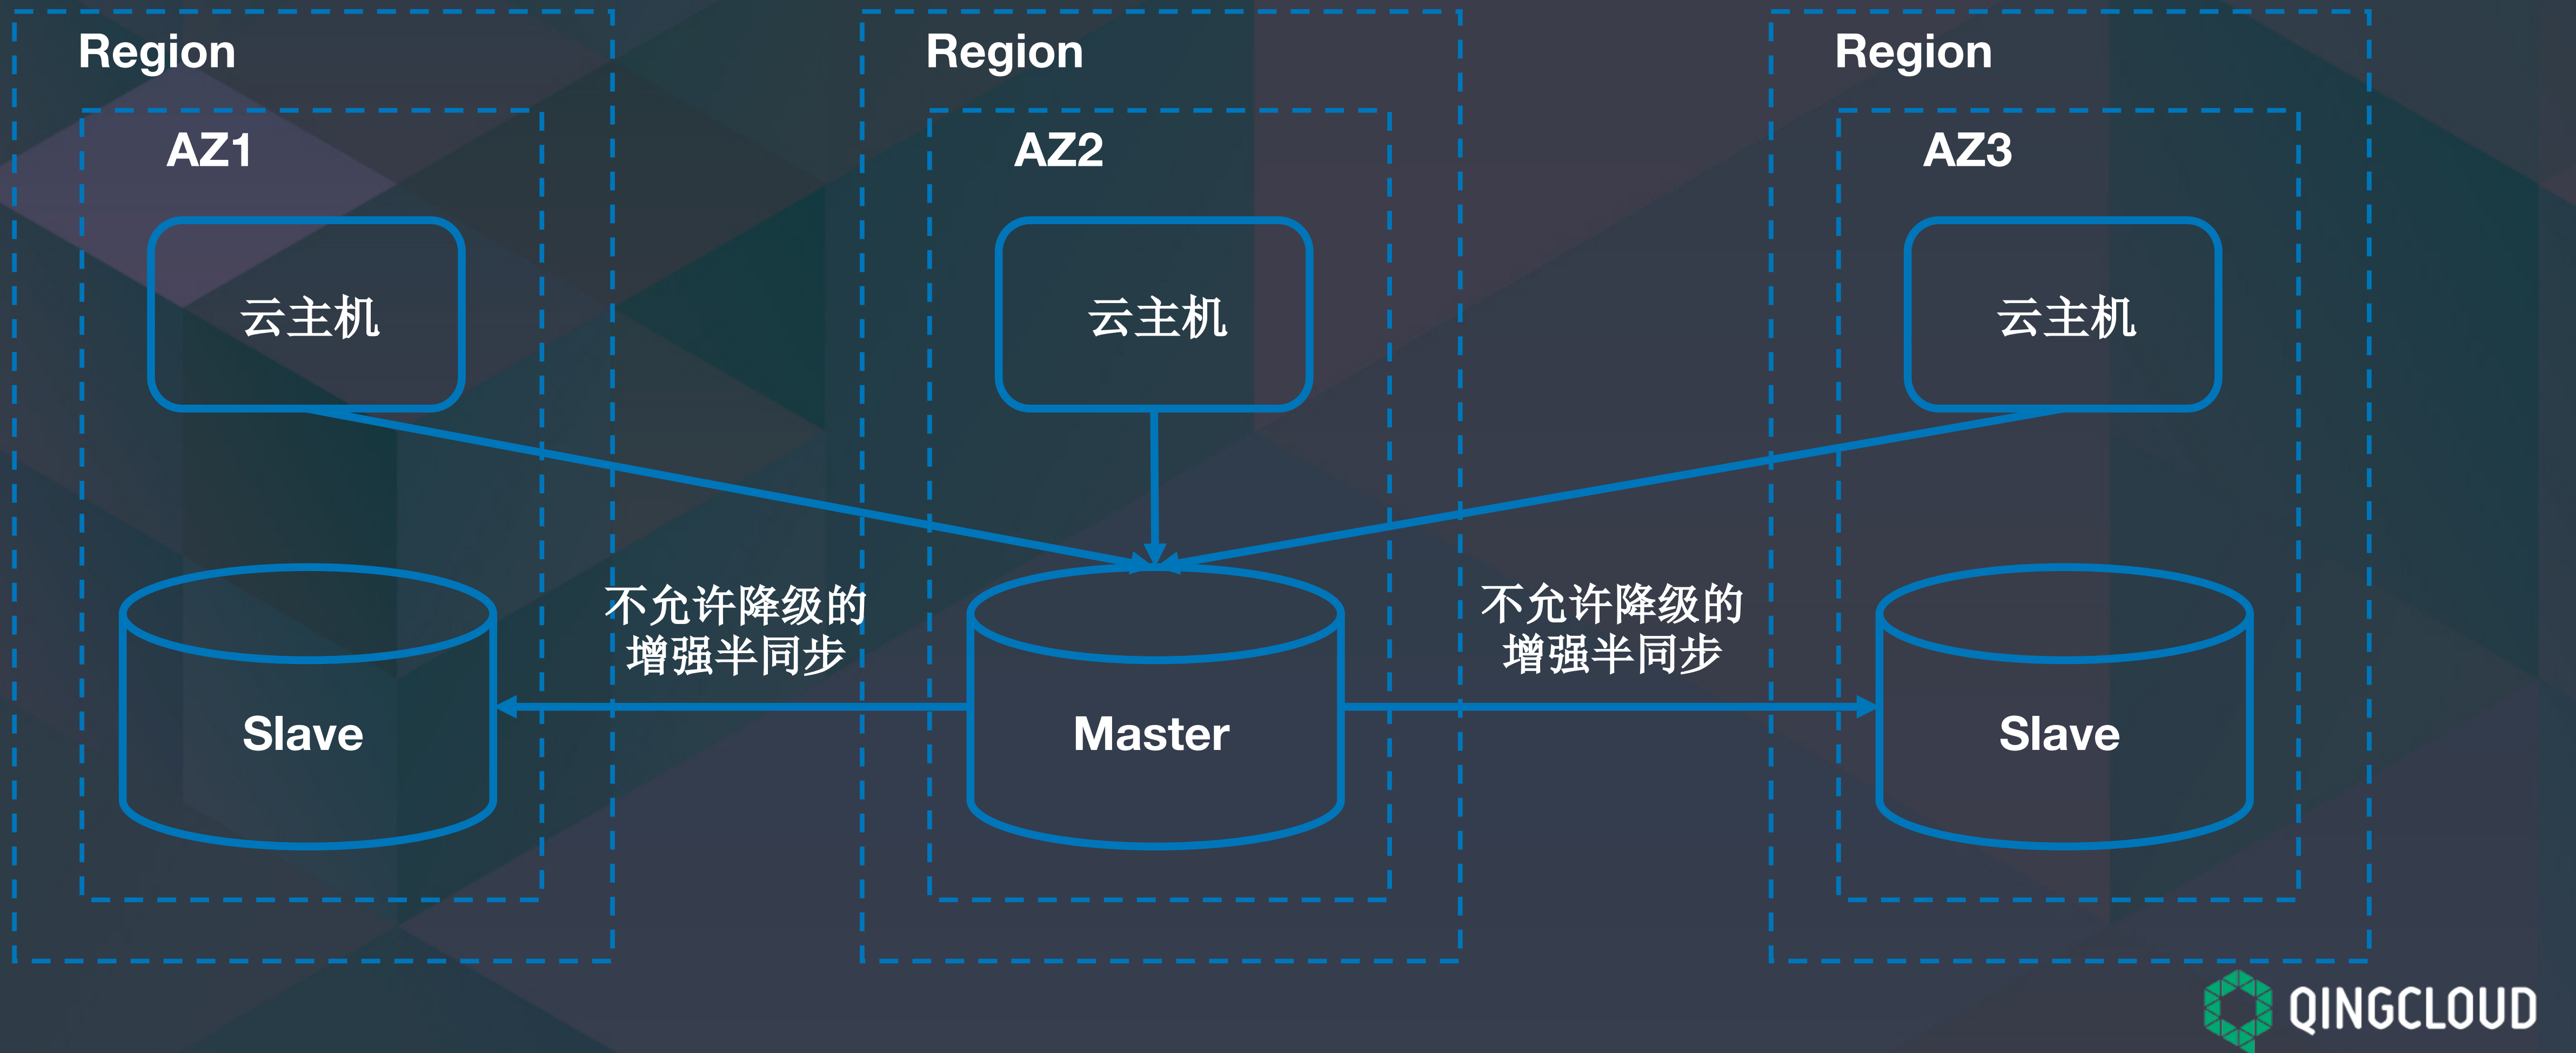 Region
Region
Region
AZ1
AZ2
AZ3
云主机
云主机
云主机
不允许降级的
增强半同步
不允许降级的
增强半同步
Slave
Master
Slave
QINGCLOUD